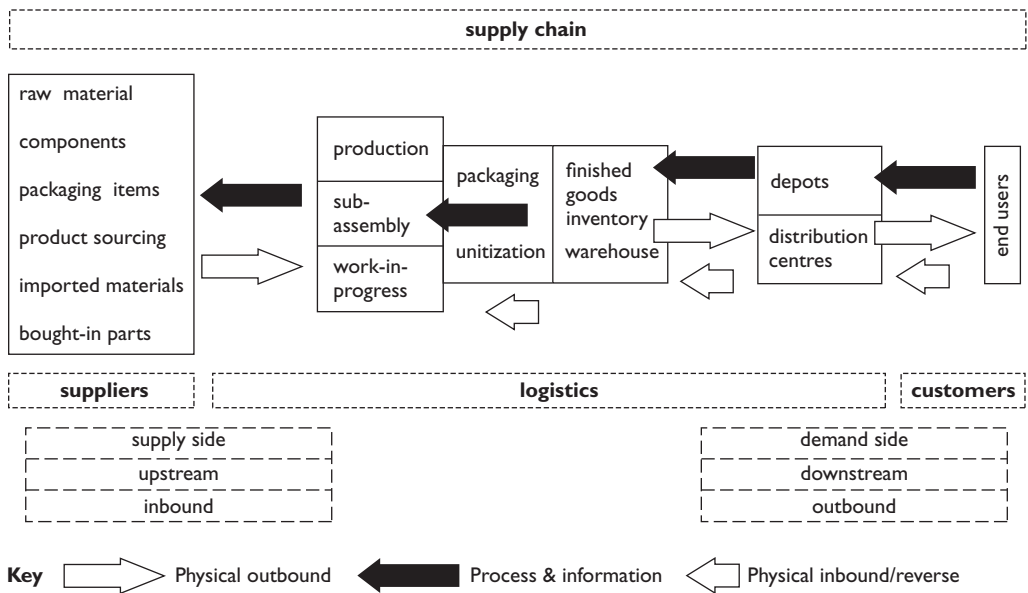 supply chain
raw material
components
packaging items
product sourcing
imported materials
bought-in parts
production
sub-
assembly
work-in-
progress
packaging
unitization
finished
goods
inventory
warehouse
depots
distribution
centres
end users
suppliers
logistics
customers
supply side
upstream
inbound
demand side
downstream
outbound
Key
Physical outbound
Process & information
Physical inbound/reverse